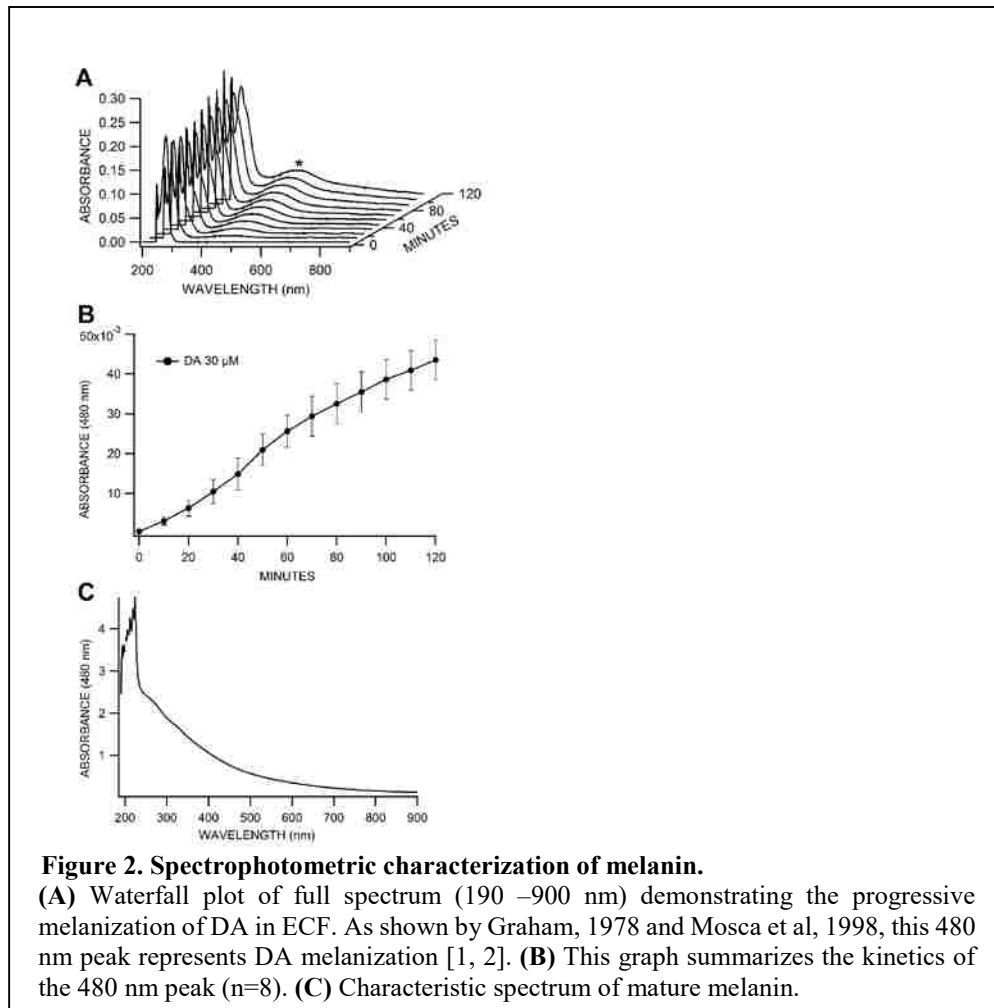 A
0.30
0.25
0.20
0.15
0.10
0.05
0.00
ABSORBANCE
*
120
80
40
0
MINUTES
200 400 600 800
WAVELENGTH (nm)
B
50x10⁻³
40
30
20
10
ABSORBANCE (480 nm)
DA 30 µM
0 20 40 60 80 100 120
MINUTES
C
4
3
2
1
ABSORBANCE (480 nm)
200 300 400 500 600 700 800 900
WAVELENGTH (nm)
Figure 2. Spectrophotometric characterization of melanin.
(A) Waterfall plot of full spectrum (190 –900 nm) demonstrating the progressive
melanization of DA in ECF. As shown by Graham, 1978 and Mosca et al, 1998, this 480
nm peak represents DA melanization [1, 2]. (B) This graph summarizes the kinetics of
the 480 nm peak (n=8). (C) Characteristic spectrum of mature melanin.